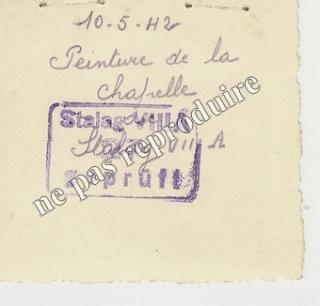 10-5-42
Peinture de la
chapelle
Stalag VIII A
Stalag VIII A
Geprüft
ne pas reproduire